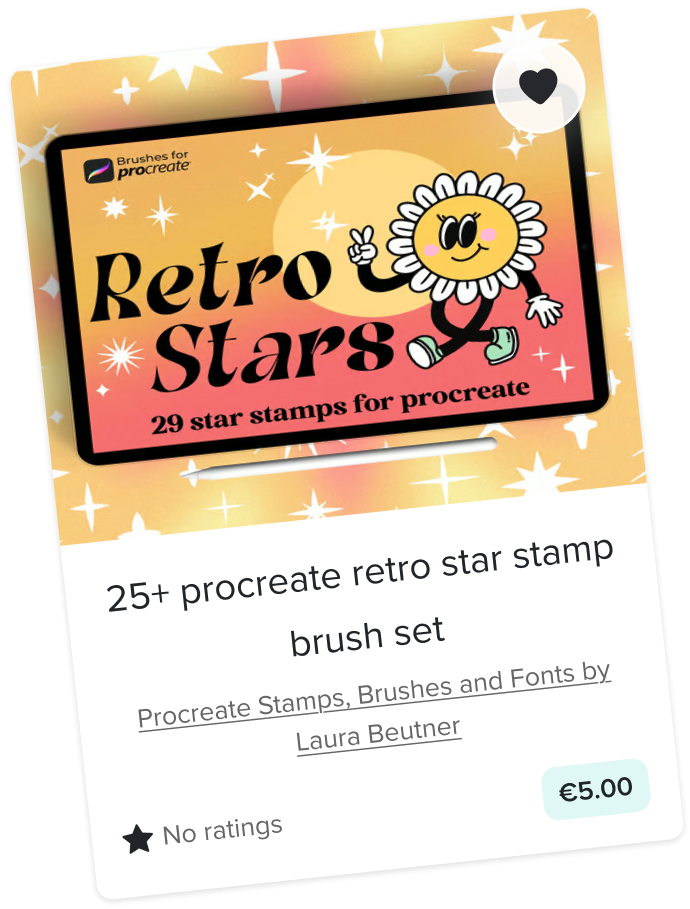 Brushes for
procreate
Retro
Stars
29 star stamps for procreate
25+ procreate retro star stamp
brush set
Procreate Stamps, Brushes and Fonts by
Laura Beutner
No ratings
€5.00